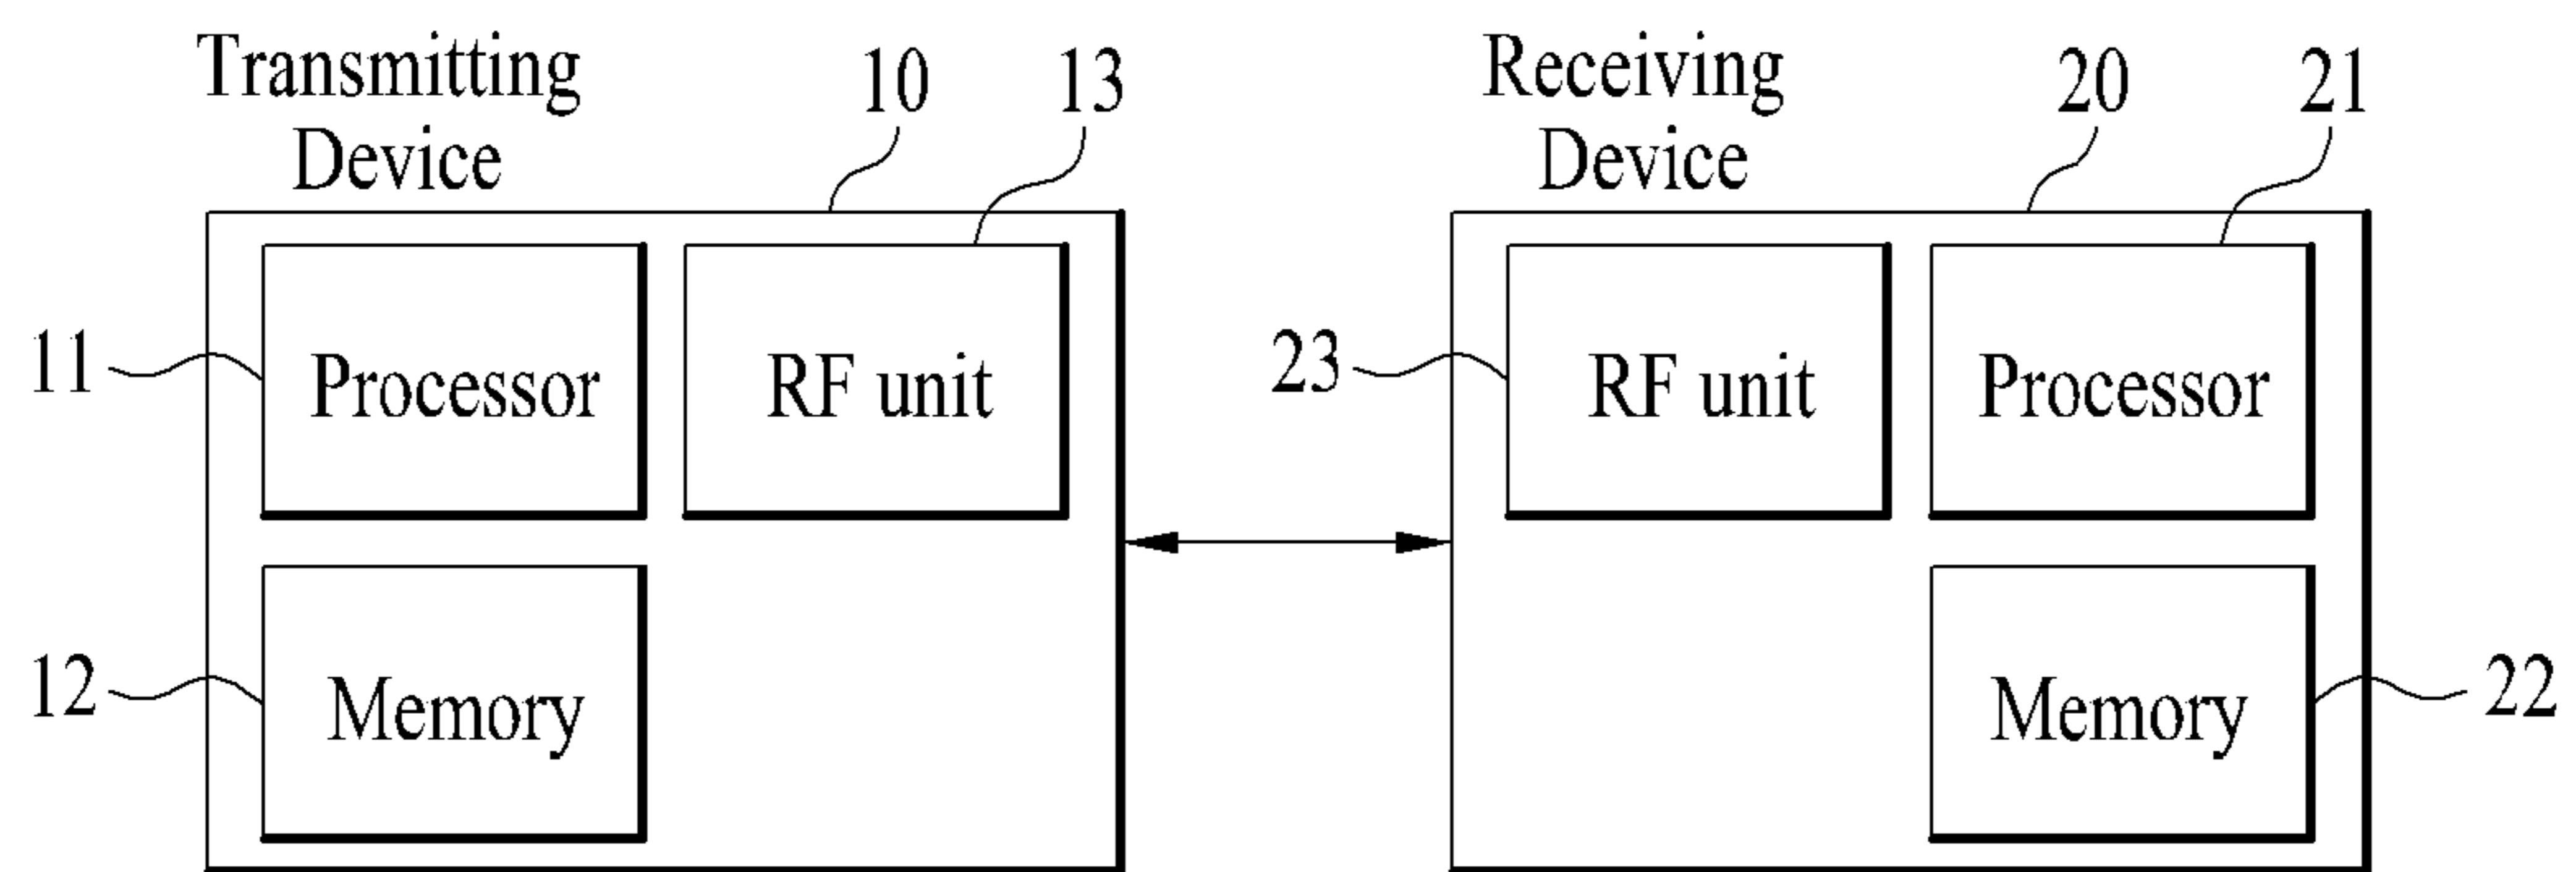 Transmitting
Device
10
13
Receiving
Device
20
21
11
Processor
RF unit
23
RF unit
Processor
12
Memory
Memory
22